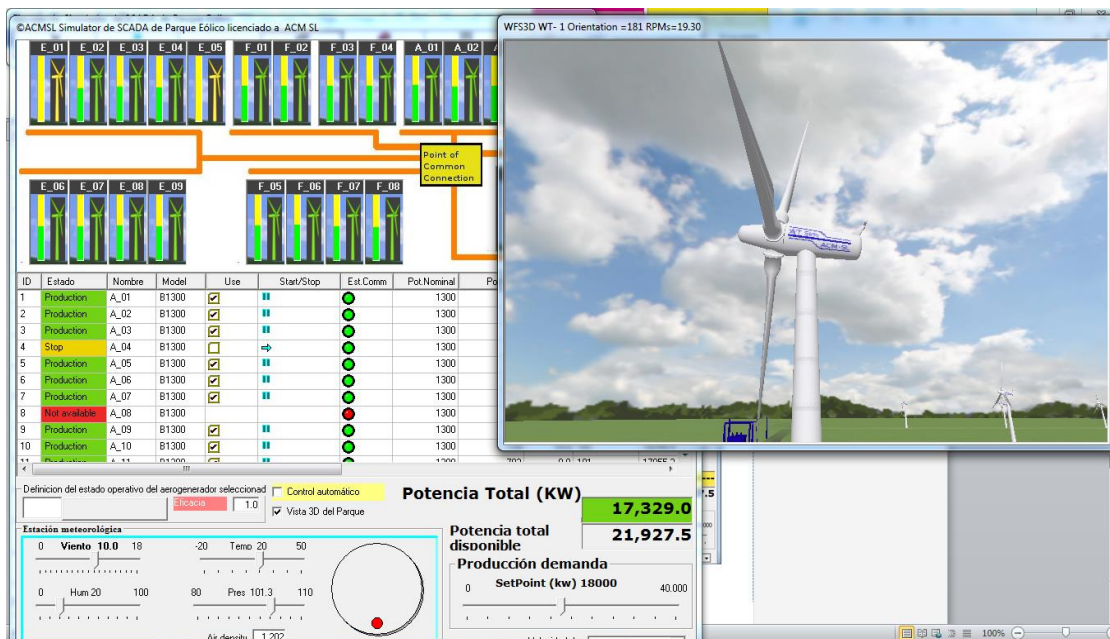 ©ACMSL Simulator de SCADA de Parque Eólico licenciado a ACM SL
WFS3D WT- 1 Orientation =181 RPMs=19.30
E_01 E_02 E_03 E_04 E_05 F_01 F_02 F_03 F_04 A_01 A_02
Point of
Common
Connection
E_06 E_07 E_08 E_09 F_05 F_06 F_07 F_08
ACM-SL
ID Estado Nombre Model Use Start/Stop Est.Comm Pot.Nominal Po
1 Production A_01 B1300 1300
2 Production A_02 B1300 1300
3 Production A_03 B1300 1300
4 Stop A_04 B1300 1300
5 Production A_05 B1300 1300
6 Production A_06 B1300 1300
7 Production A_07 B1300 1300
8 Not available A_08 B1300 1300
9 Production A_09 B1300 1300
10 Production A_10 B1300 1300
Definicion del estado operativo del aerogenerador seleccionad
Eficacia 1.0
Control automático
Vista 3D del Parque
Potencia Total (KW)
17,329.0
Potencia total
disponible
21,927.5
Producción demanda
SetPoint (kw) 18000
0 40.000
Estación meteorológica
0 Viento 10.0 18
-20 Temp 20 50
0 Hum 20 100
80 Pres 101.3 110
Air density 1.202
100%